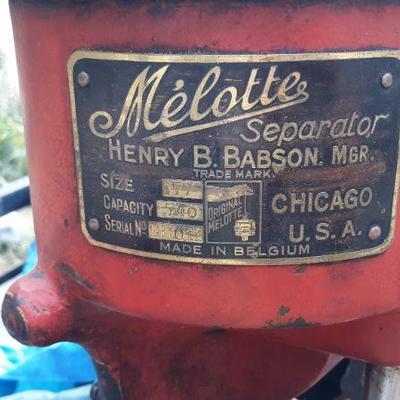 Mélotte
Separator
HENRY B. BABSON. MGR.
TRADE MARK
SIZE
CAPACITY
SERIAL Nº
ORIGINAL
MELOTTE
CHICAGO
U.S.A.
MADE IN BELGIUM